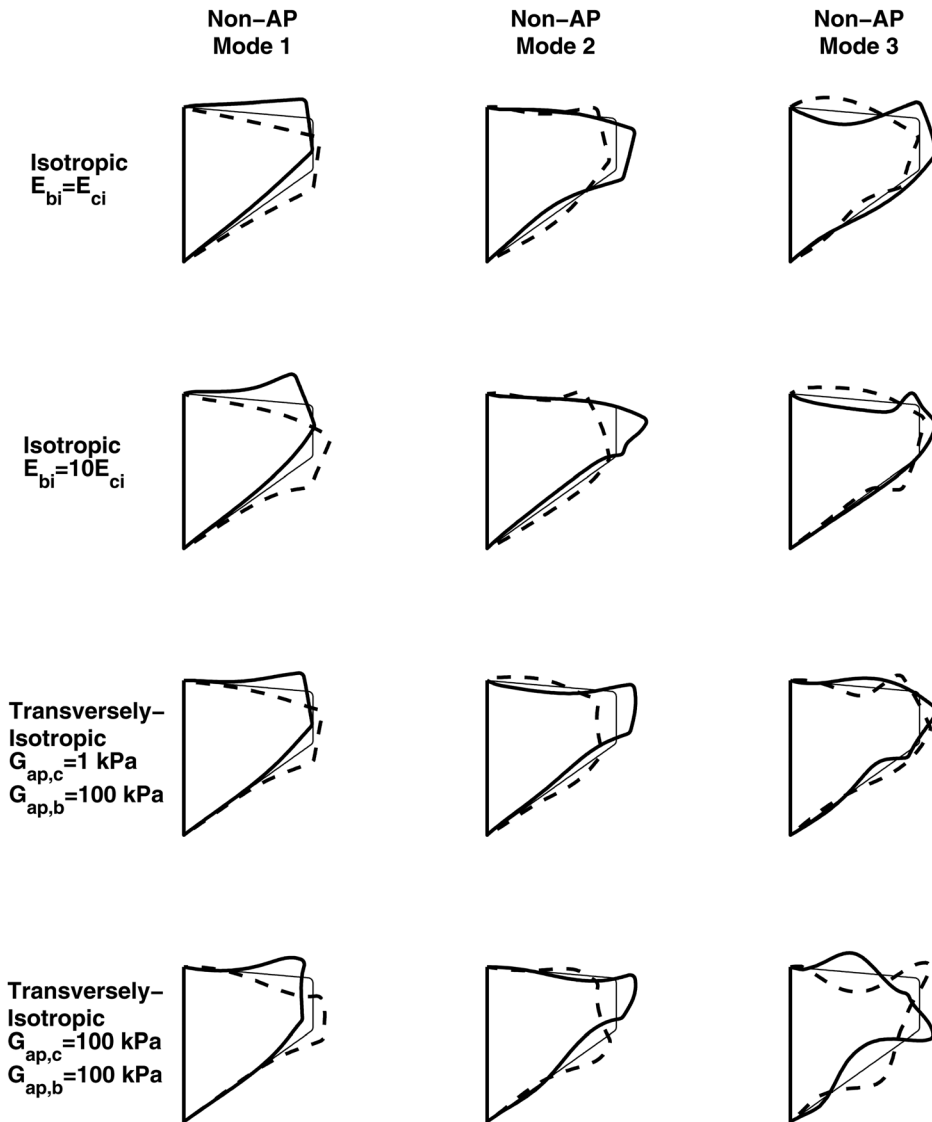 Non−AP
Mode 1
Non−AP
Mode 2
Non−AP
Mode 3
Isotropic
E_bi=E_ci
Isotropic
E_bi=10E_ci
Transversely−
Isotropic
G_ap,c=1 kPa
G_ap,b=100 kPa
Transversely−
Isotropic
G_ap,c=100 kPa
G_ap,b=100 kPa